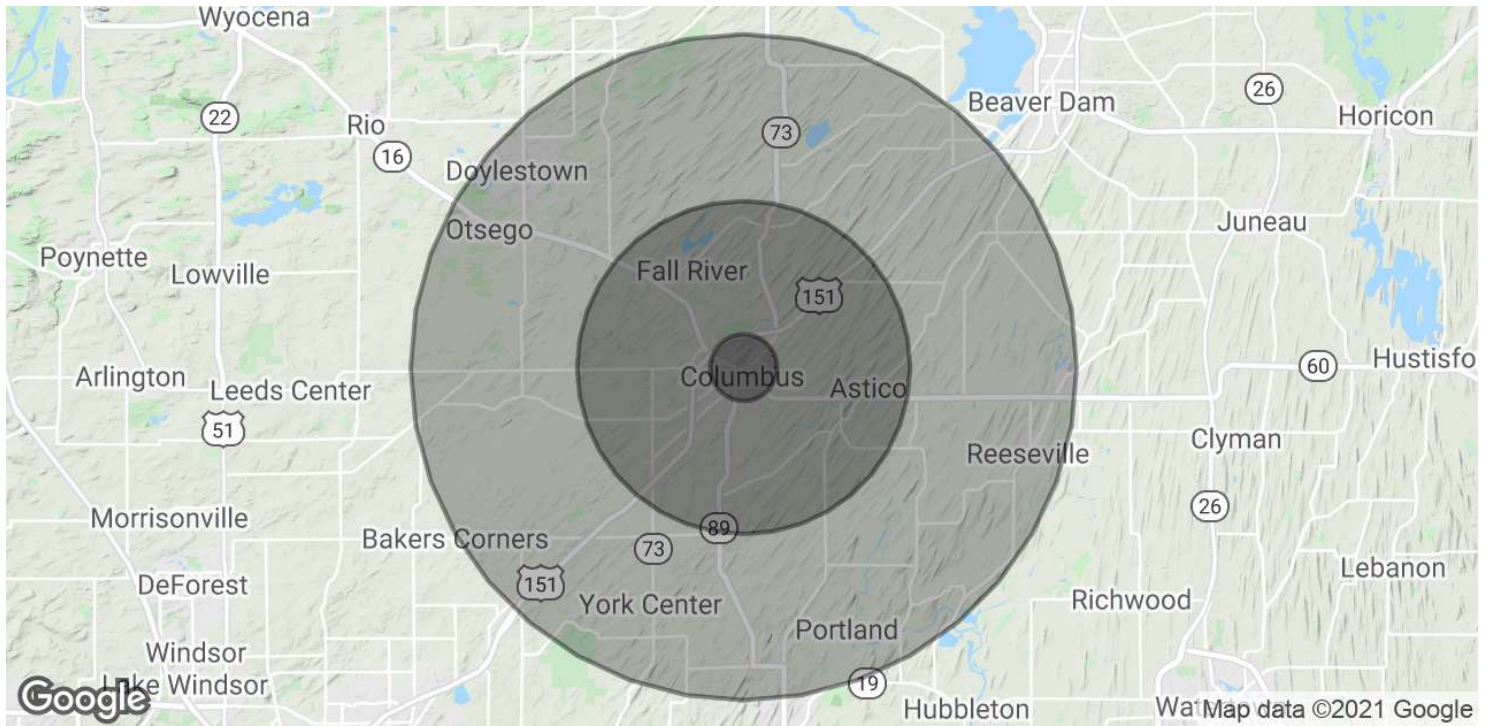 Wyocena
22
Rio
16
Doylestown
73
Beaver Dam
26
Horicon
Otsego
Juneau
Poynette
Lowville
Fall River
151
Arlington
Leeds Center
51
Columbus
Astico
60
Hustisfo
Clyman
Reeseville
26
Morrisonville
Bakers Corners
89
73
151
DeForest
York Center
Lebanon
Richwood
Portland
Windsor
Lake Windsor
19
Hubbleton
Google
Map data ©2021 Google